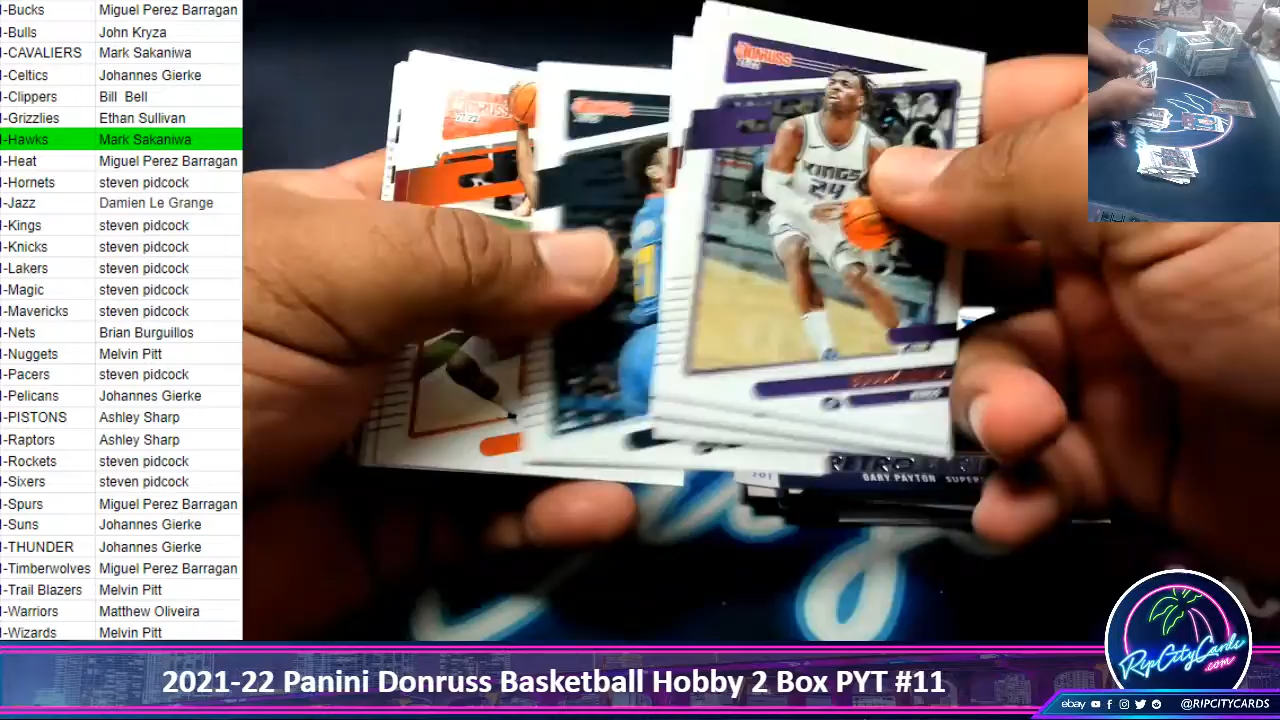 I-Bucks Miguel Perez Barragan
I-Bulls John Kryza
I-CAVALIERS Mark Sakaniwa
I-Celtics Johannes Gierke
I-Clippers Bill Bell
I-Grizzlies Ethan Sullivan
I-Hawks Mark Sakaniwa
I-Heat Miguel Perez Barragan
I-Hornets steven pidcock
I-Jazz Damien Le Grange
I-Kings steven pidcock
I-Knicks steven pidcock
I-Lakers steven pidcock
I-Magic steven pidcock
I-Mavericks steven pidcock
I-Nets Brian Burguillos
I-Nuggets Melvin Pitt
I-Pacers steven pidcock
I-Pelicans Johannes Gierke
I-PISTONS Ashley Sharp
I-Raptors Ashley Sharp
I-Rockets steven pidcock
I-Sixers steven pidcock
I-Spurs Miguel Perez Barragan
I-Suns Johannes Gierke
I-THUNDER Johannes Gierke
I-Timberwolves Miguel Perez Barragan
I-Trail Blazers Melvin Pitt
I-Warriors Matthew Oliveira
I-Wizards Melvin Pitt
DONRUSS
KINGS
24
GARY PAYTON
RipCityCards
.com
2021-22 Panini Donruss Basketball Hobby 2 Box PYT #11
ebay @RIPCITYCARDS